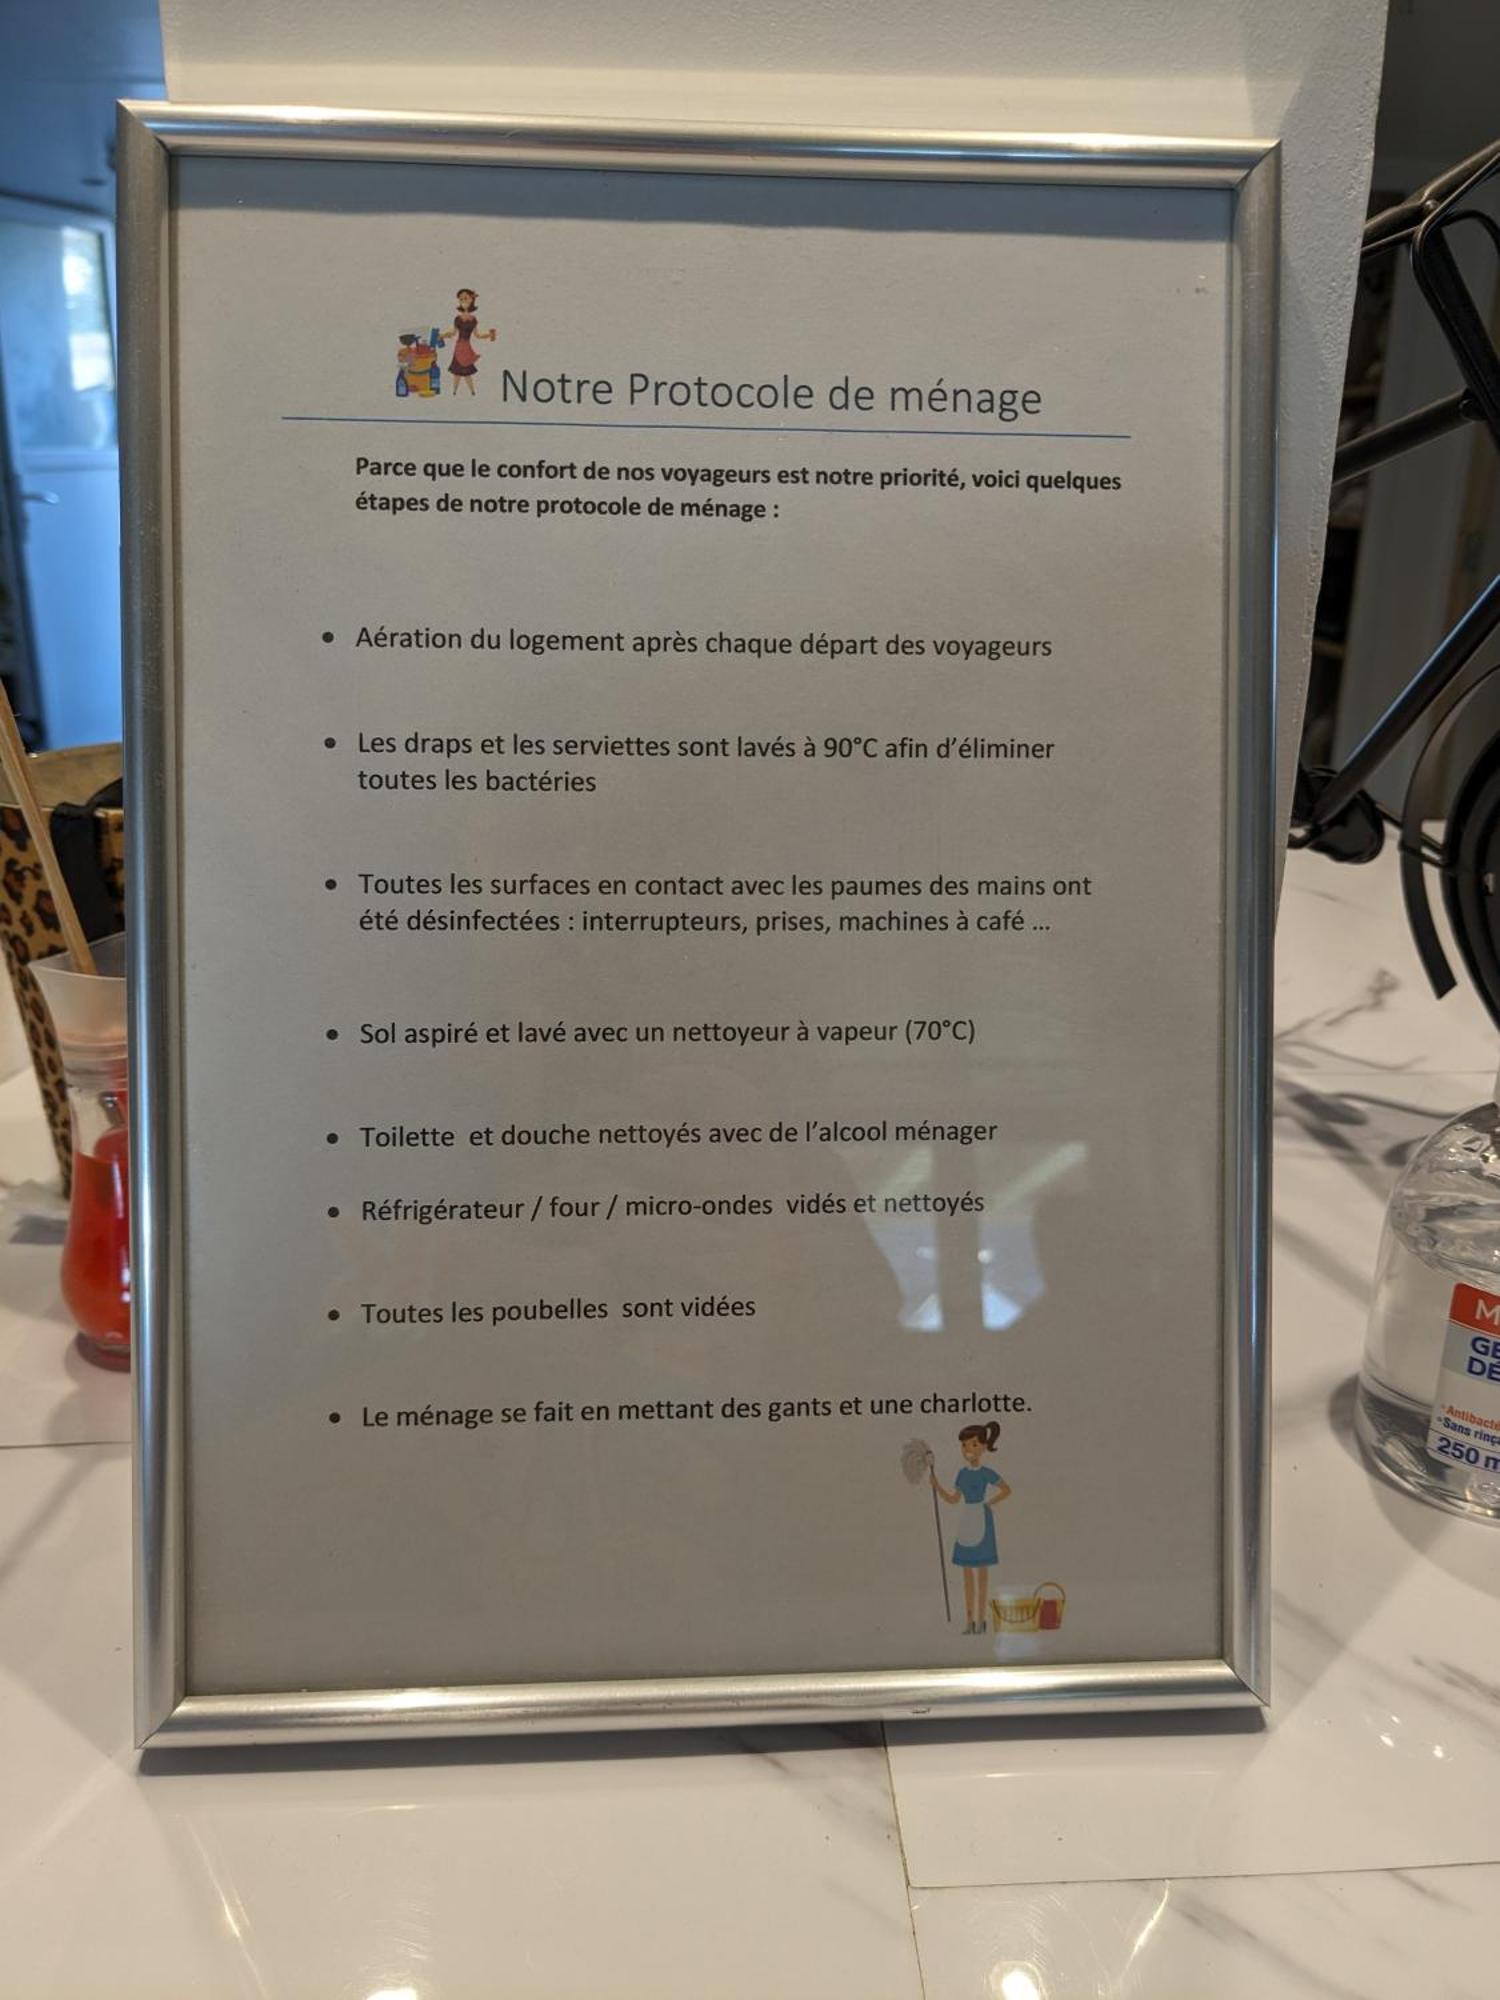 Notre Protocole de ménage
Parce que le confort de nos voyageurs est notre priorité, voici quelques
étapes de notre protocole de ménage :
• Aération du logement après chaque départ des voyageurs
• Les draps et les serviettes sont lavés à 90°C afin d’éliminer
toutes les bactéries
• Toutes les surfaces en contact avec les paumes des mains ont
été désinfectées : interrupteurs, prises, machines à café ...
• Sol aspiré et lavé avec un nettoyeur à vapeur (70°C)
• Toilette et douche nettoyés avec de l’alcool ménager
• Réfrigérateur / four / micro-ondes vidés et nettoyés
• Toutes les poubelles sont vidées
• Le ménage se fait en mettant des gants et une charlotte.
250 m